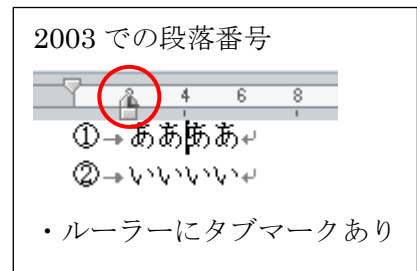 2003 での段落番号
2 4 6 8
①→ああああ↵
②→いいいいい↵
・ルーラーにタブマークあり